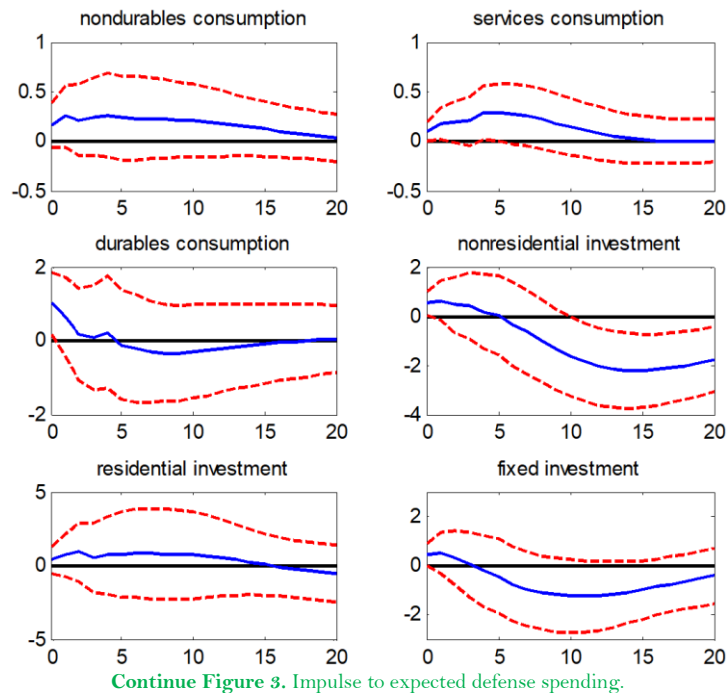 nondurables consumption
1
0.5
0
-0.5
0 5 10 15 20
services consumption
1
0.5
0
-0.5
0 5 10 15 20
durables consumption
2
0
-2
0 5 10 15 20
nonresidential investment
2
0
-2
-4
0 5 10 15 20
residential investment
5
0
-5
0 5 10 15 20
fixed investment
2
0
-2
0 5 10 15 20
Continue Figure 3. Impulse to expected defense spending.